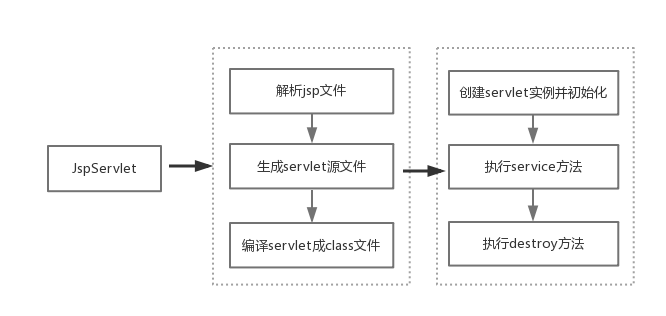 JspServlet
解析jsp文件
生成servlet源文件
编译servlet成class文件
创建servlet实例并初始化
执行service方法
执行destroy方法